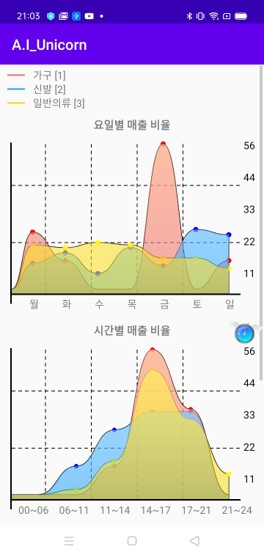 21:03
A.I_Unicorn
가구 [1]
신발 [2]
일반의류 [3]
요일별 매출 비율
56
44
33
22
11
월 화 수 목 금 토 일
시간별 매출 비율
56
44
33
22
11
00~06 06~11 11~14 14~17 17~21 21~24